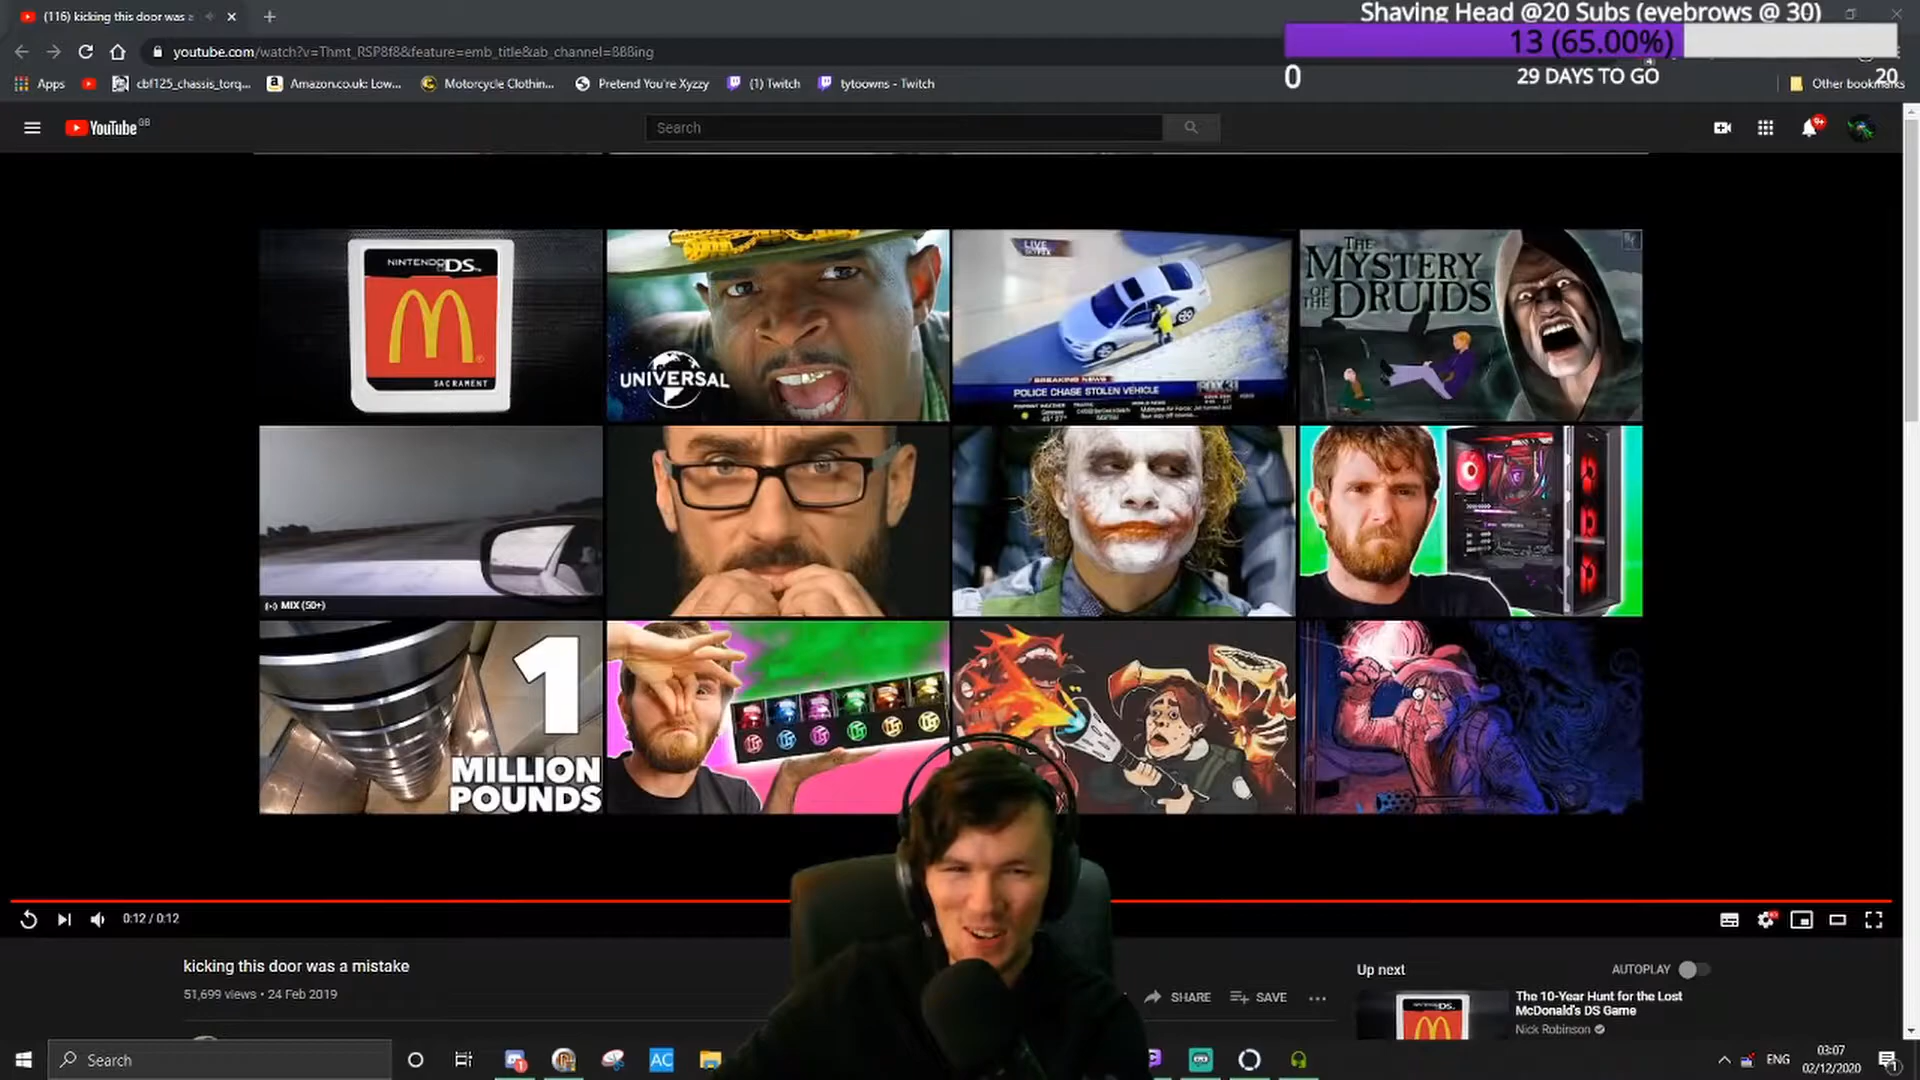 (116) kicking this door was a
Shaving Head @20 Subs (eyebrows @ 30)
13 (65.00%)
0
29 DAYS TO GO
20
youtube.com/watch?v=Thmt_RSP8f8&feature=emb_title&ab_channel=888ing
Apps
cbf125_chassis_torq...
Amazon.co.uk: Low...
Motorcycle Clothin...
Pretend You're Xyzzy
(1) Twitch
tytoowns - Twitch
Other bookmarks
YouTube GB
Search
9+
NINTENDO DS™
SACRAMENT
UNIVERSAL
LIVE
BREAKING NEWS
POLICE CHASE STOLEN VEHICLE
THE MYSTERY OF THE DRUIDS
MIX (50+)
1
MILLION
POUNDS
0:12 / 0:12
kicking this door was a mistake
51,699 views • 24 Feb 2019
SHARE
SAVE
Up next
AUTOPLAY
The 10-Year Hunt for the Lost
McDonald's DS Game
Nick Robinson
Search
AC
ENG
03:07
02/12/2020